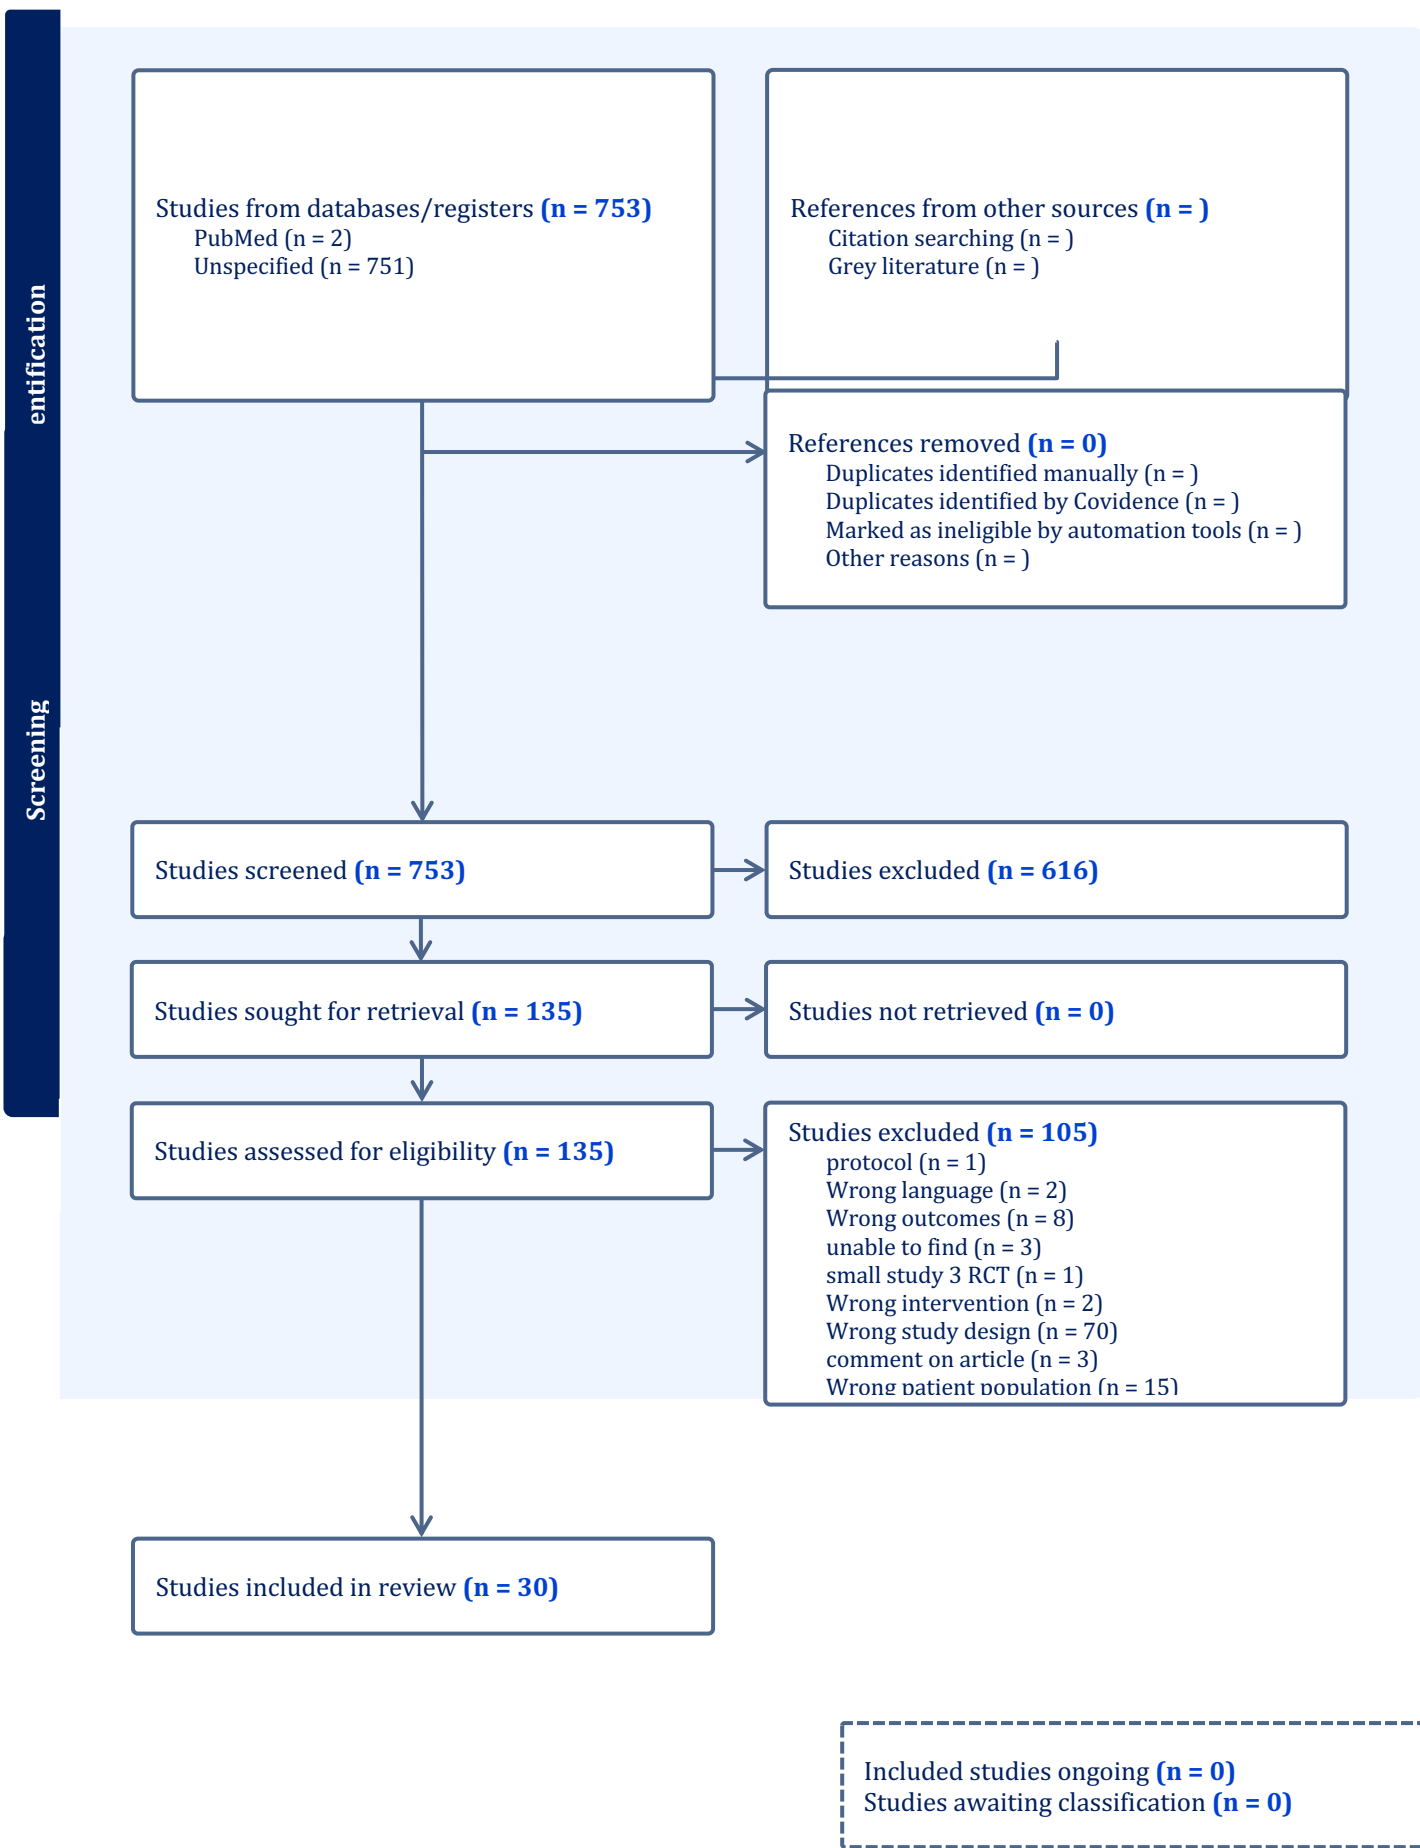 entification
Screening
Studies from databases/registers (n = 753)
PubMed (n = 2)
Unspecified (n = 751)
References from other sources (n = )
Citation searching (n = )
Grey literature (n = )
References removed (n = 0)
Duplicates identified manually (n = )
Duplicates identified by Covidence (n = )
Marked as ineligible by automation tools (n = )
Other reasons (n = )
Studies screened (n = 753)
Studies excluded (n = 616)
Studies sought for retrieval (n = 135)
Studies not retrieved (n = 0)
Studies assessed for eligibility (n = 135)
Studies excluded (n = 105)
protocol (n = 1)
Wrong language (n = 2)
Wrong outcomes (n = 8)
unable to find (n = 3)
small study 3 RCT (n = 1)
Wrong intervention (n = 2)
Wrong study design (n = 70)
comment on article (n = 3)
Wrong patient population (n = 15)
Studies included in review (n = 30)
Included studies ongoing (n = 0)
Studies awaiting classification (n = 0)